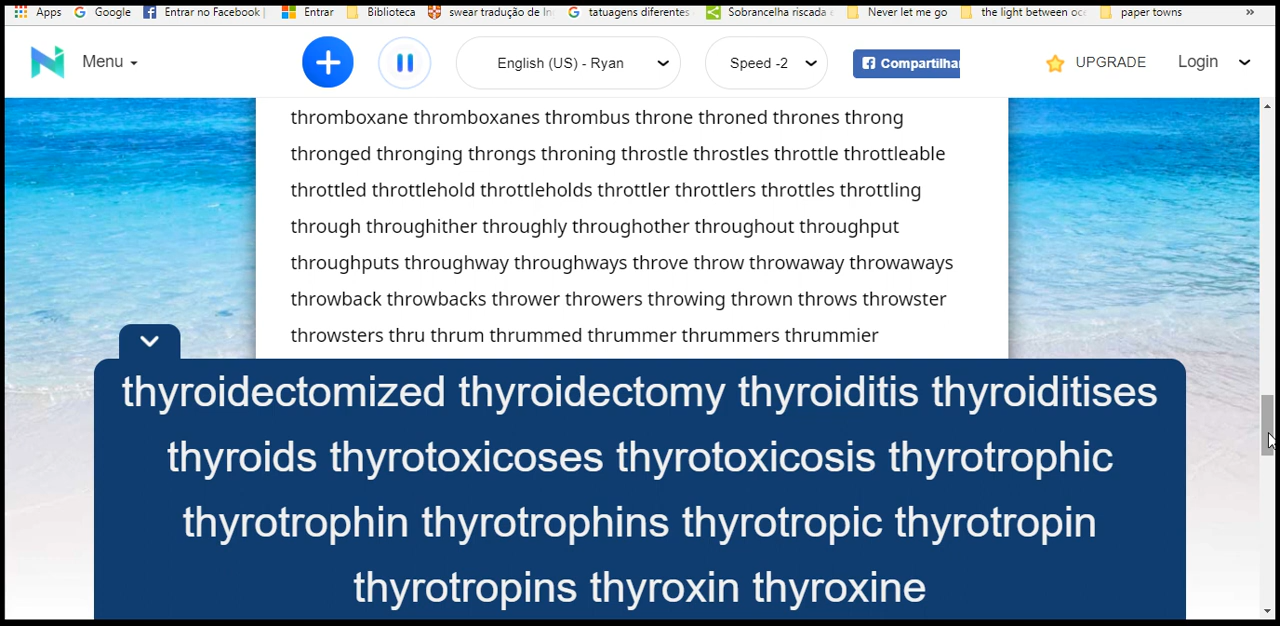 Apps Google Entrar no Facebook Entrar Biblioteca swear tradução de In tatuagens diferentes Sobrancelha riscada Never let me go the light between oce paper towns »
Menu English (US) - Ryan Speed -2 Compartilhar UPGRADE Login
thromboxane thromboxanes thrombus throne throned thrones throng
thronged thronging throngs throning throstle throstles throttle throttleable
throttled throttlehold throttleholds throttler throttlers throttles throttling
through throughither throughly throughother throughout throughput
throughputs throughway throughways throve throw throwaway throwaways
throwback throwbacks thrower throwers throwing thrown throws throwster
throwsters thru thrum thrummed thrummer thrummers thrummier
thyroidectomized thyroidectomy thyroiditis thyroiditises
thyroids thyrotoxicoses thyrotoxicosis thyrotrophic
thyrotrophin thyrotrophins thyrotropic thyrotropin
thyrotropins thyroxin thyroxine